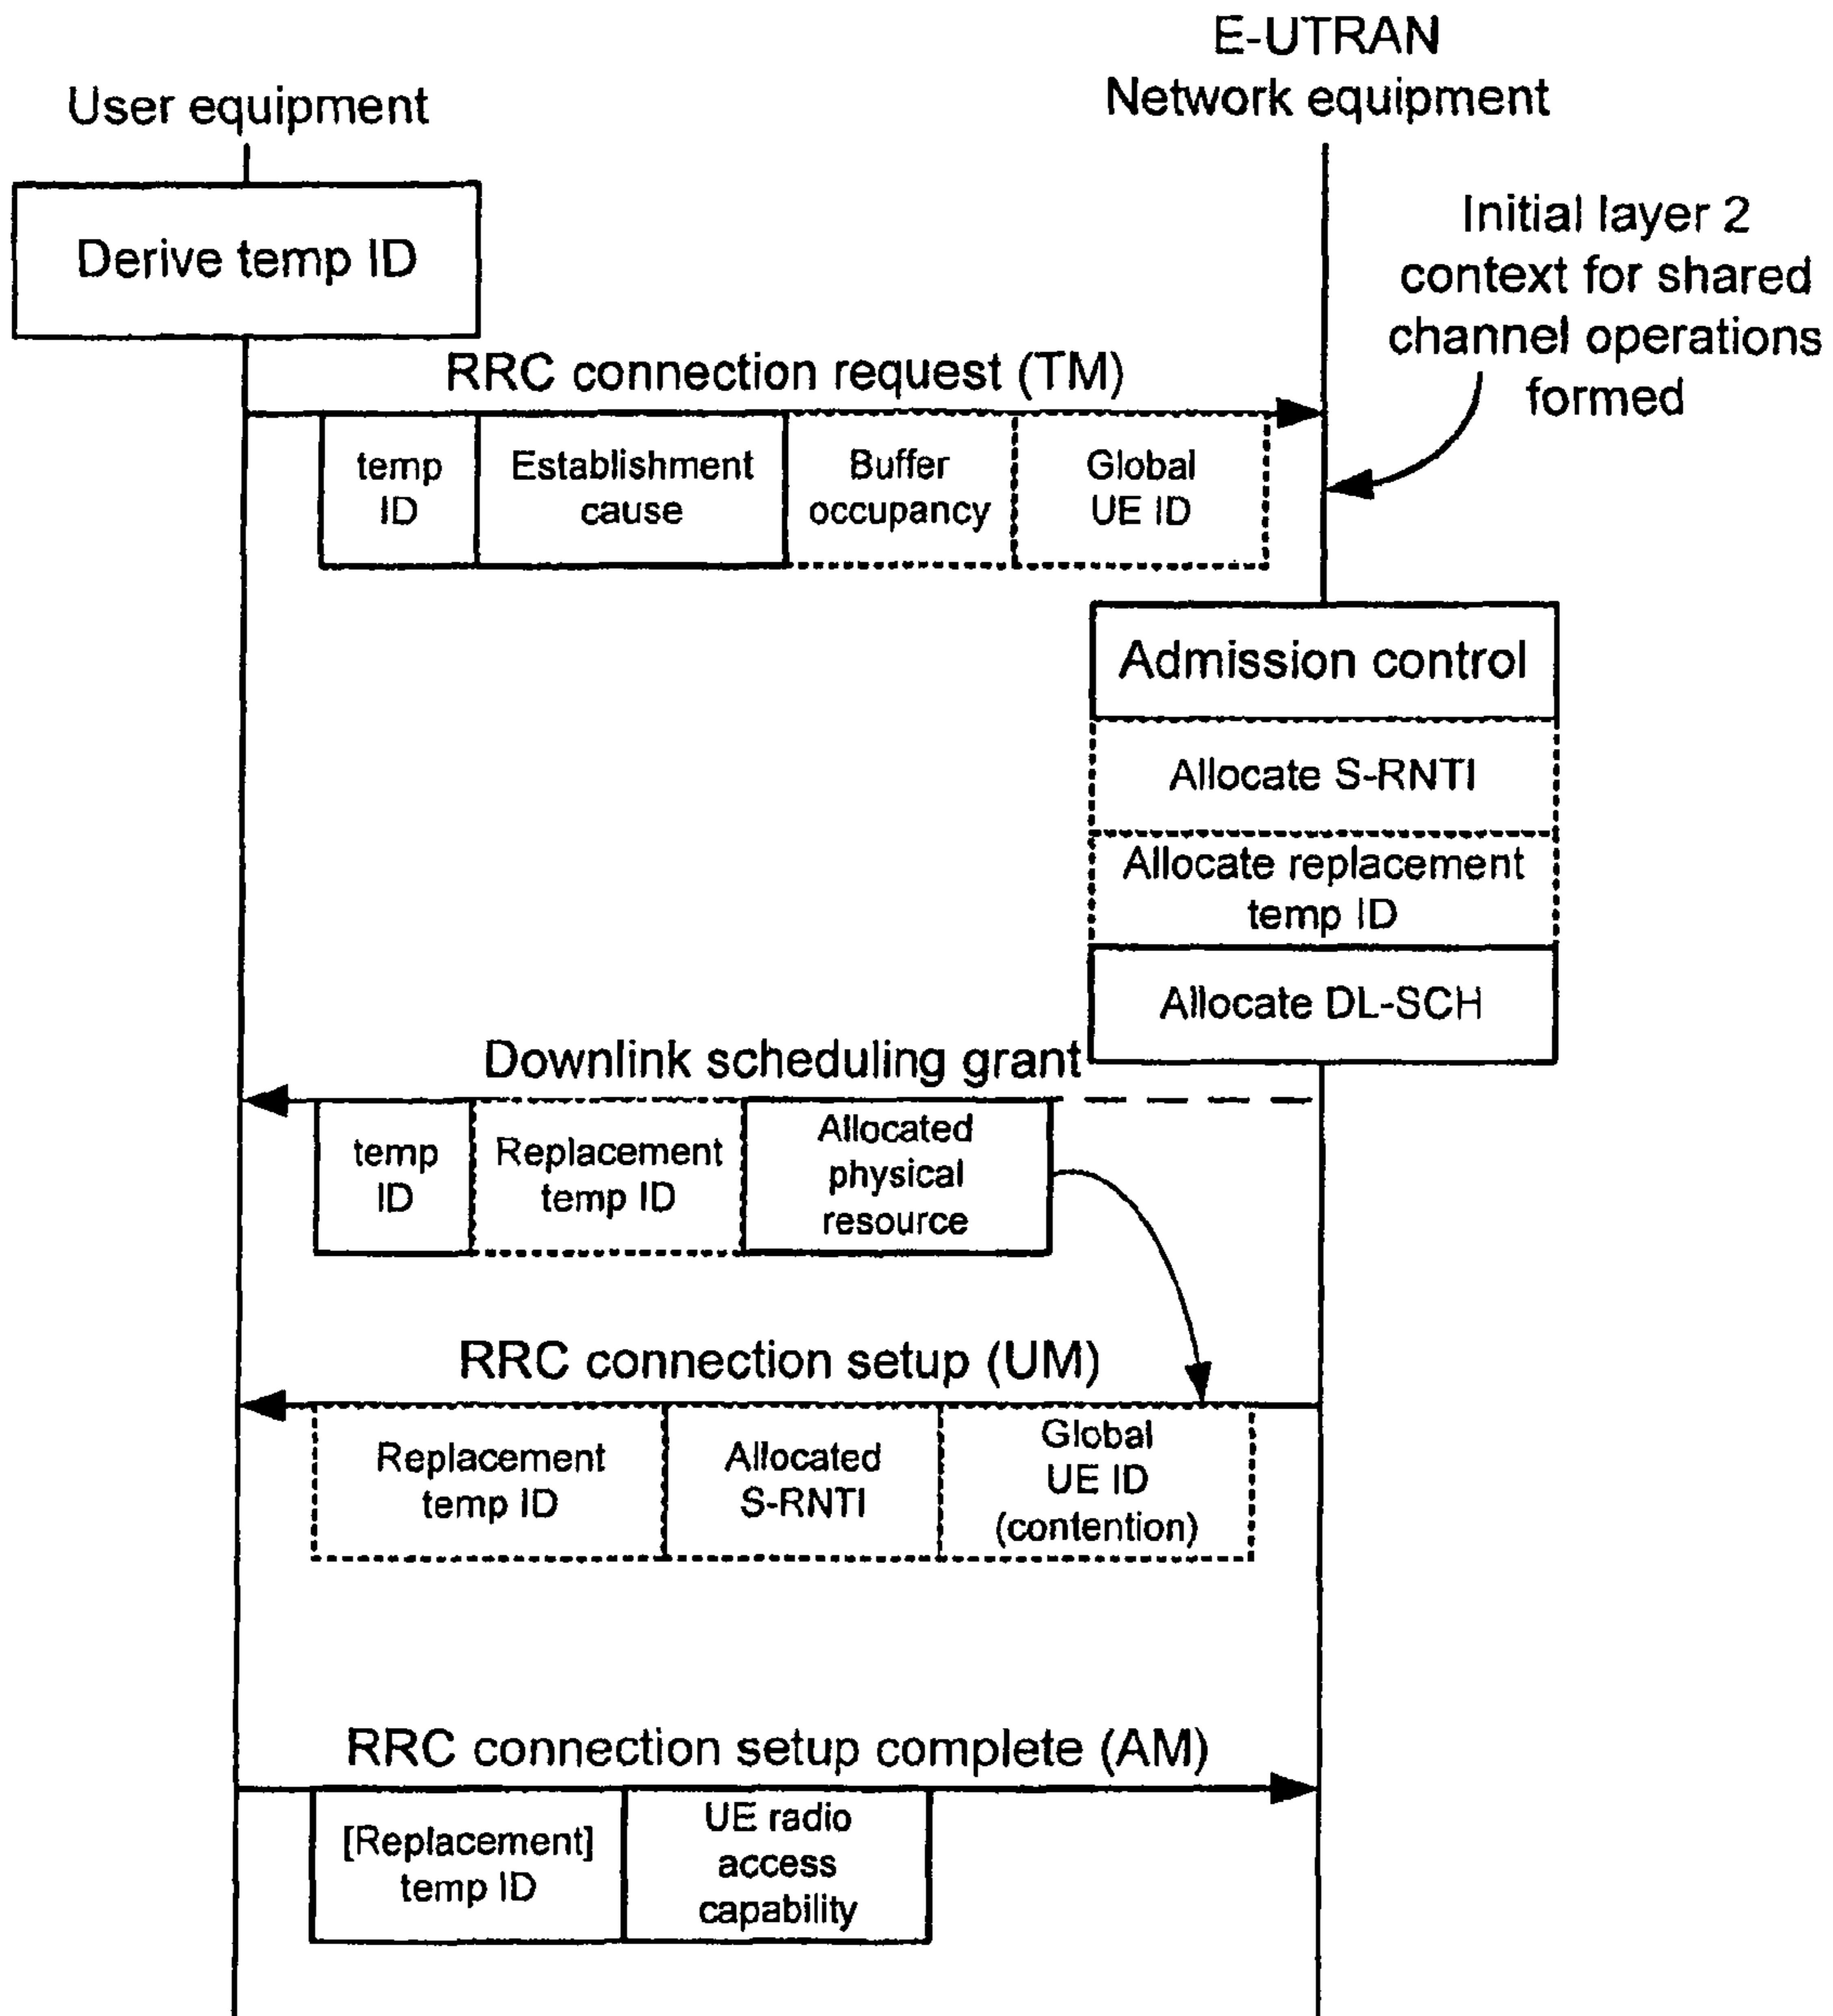 E-UTRAN
Network equipment
User equipment
Derive temp ID
Initial layer 2
context for shared
channel operations
formed
RRC connection request (TM)
temp
ID
Establishment
cause
Buffer
occupancy
Global
UE ID
Admission control
Allocate S-RNTI
Allocate replacement
temp ID
Allocate DL-SCH
Downlink scheduling grant
temp
ID
Replacement
temp ID
Allocated
physical
resource
RRC connection setup (UM)
Replacement
temp ID
Allocated
S-RNTI
Global
UE ID
(contention)
RRC connection setup complete (AM)
[Replacement]
temp ID
UE radio
access
capability